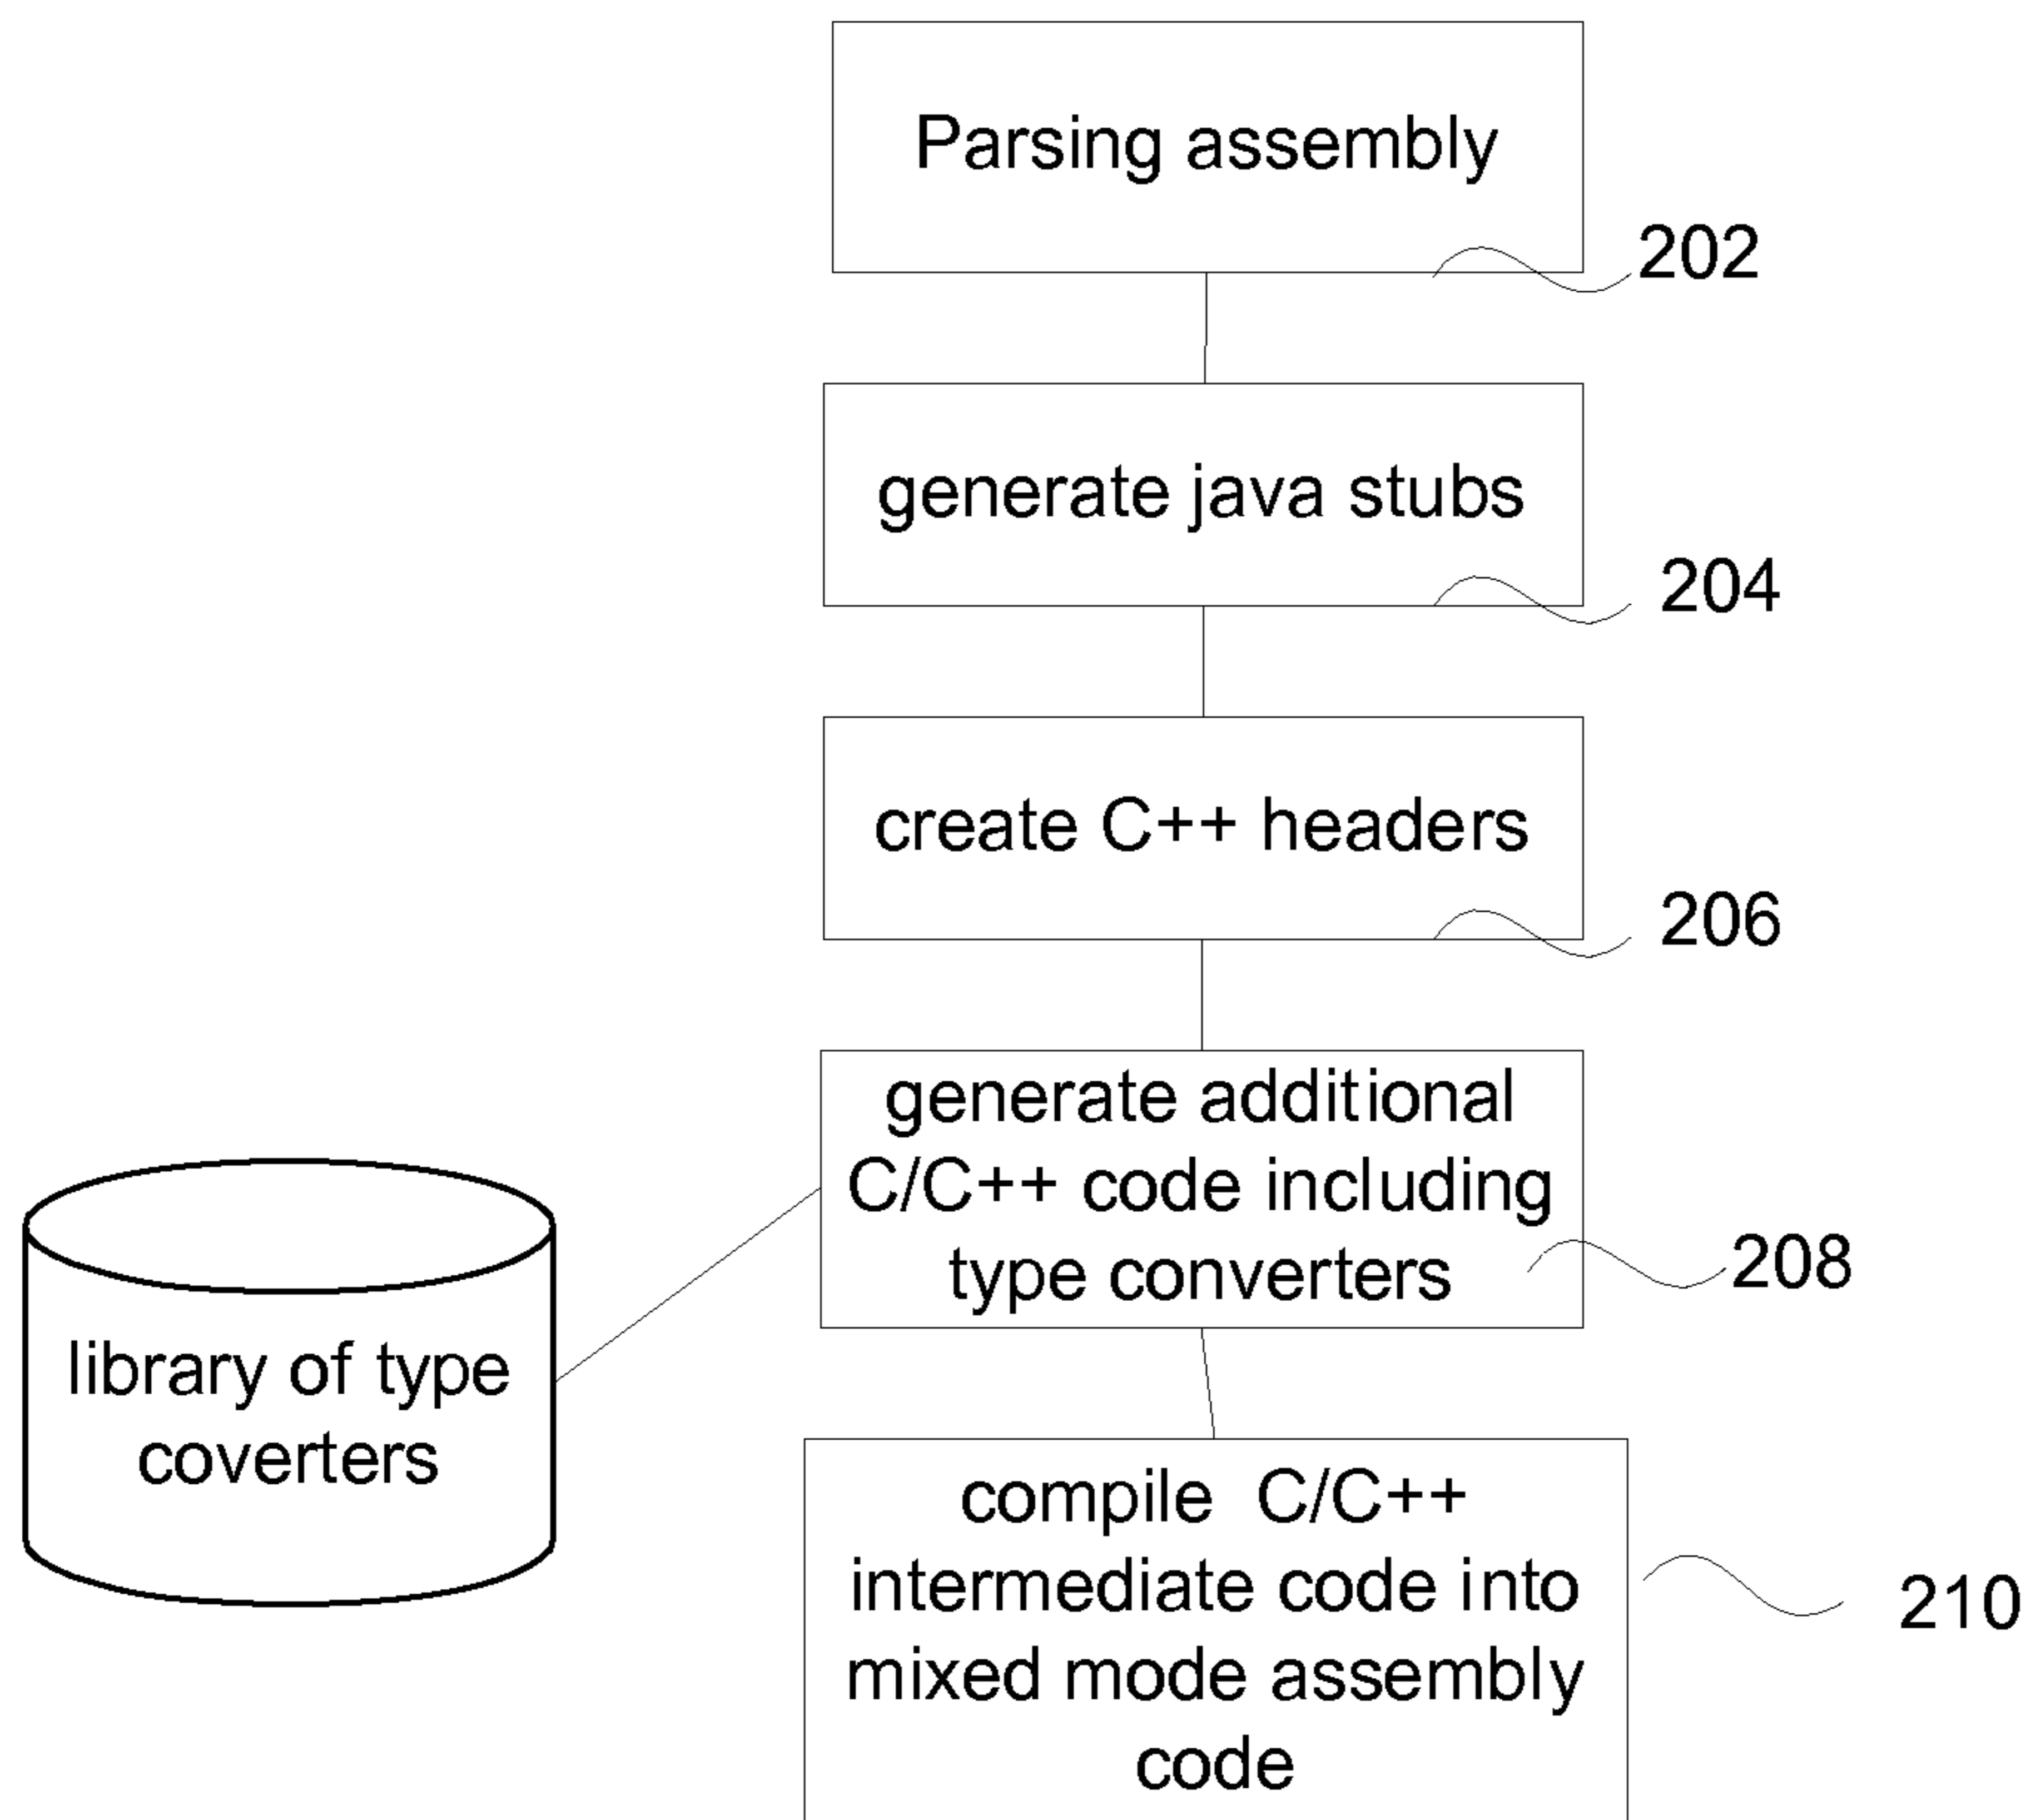 Parsing assembly
202
generate java stubs
204
create C++ headers
206
generate additional
C/C++ code including
type converters
208
library of type
coverters
compile C/C++
intermediate code into
mixed mode assembly
code
210